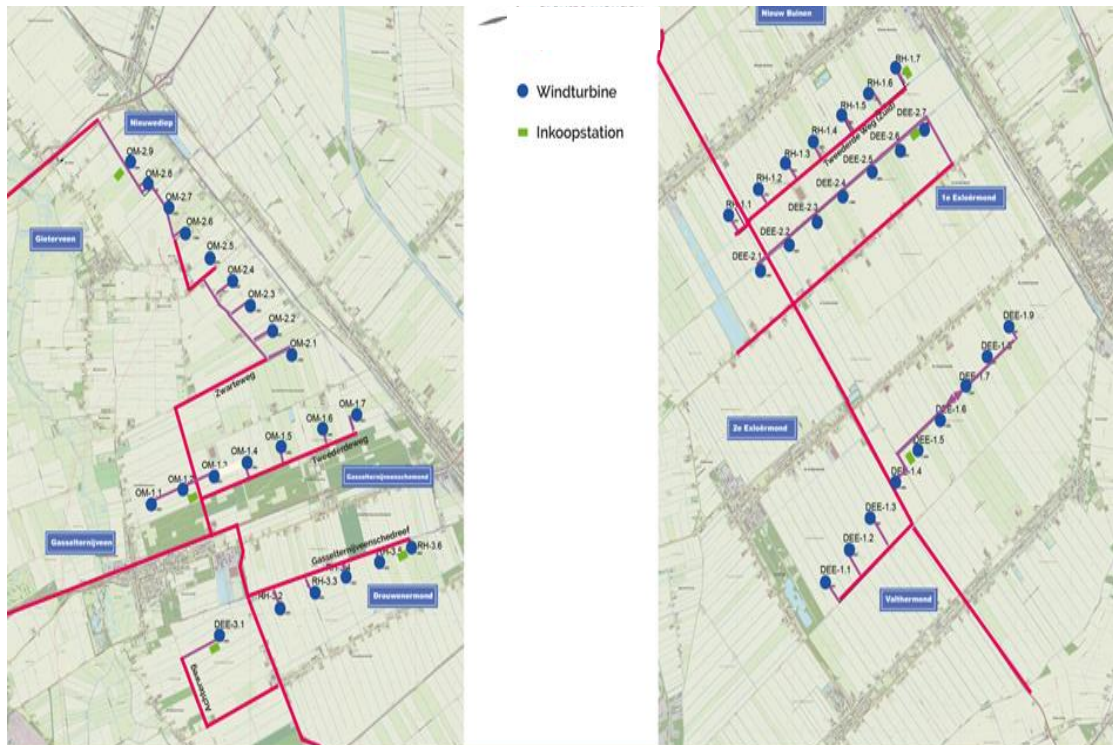 Nieuwediep
OM-2.9
OM-2.8
OM-2.7
OM-2.6
Gieterveen
OM-2.5
OM-2.4
OM-2.3
OM-2.2
OM-2.1
Zwarteweg
OM-1.7
OM-1.6
OM-1.5
Tweederdeweg
OM-1.4
OM-1.3
OM-1.2
OM-1.1
Gasselternijveenschemond
Gasselternijveen
Gasselternijveenschedreef
RH-3.6
RH-3.3
RH-3.2
Drouwenermond
DEE-3.1
Achterweg
Windturbine
Inkoopstation
Nieuw Buinen
RH-1.7
RH-1.6
RH-1.5
RH-1.4
Tweederde weg (zuid)
RH-1.3
RH-1.2
RH-1.1
DEE-2.7
DEE-2.6
DEE-2.5
DEE-2.4
DEE-2.3
DEE-2.2
DEE-2.1
1e Exloërmond
DEE-1.9
DEE-1.8
DEE-1.7
DEE-1.6
2e Exloërmond
DEE-1.5
DEE-1.4
DEE-1.3
DEE-1.2
DEE-1.1
Valthermond